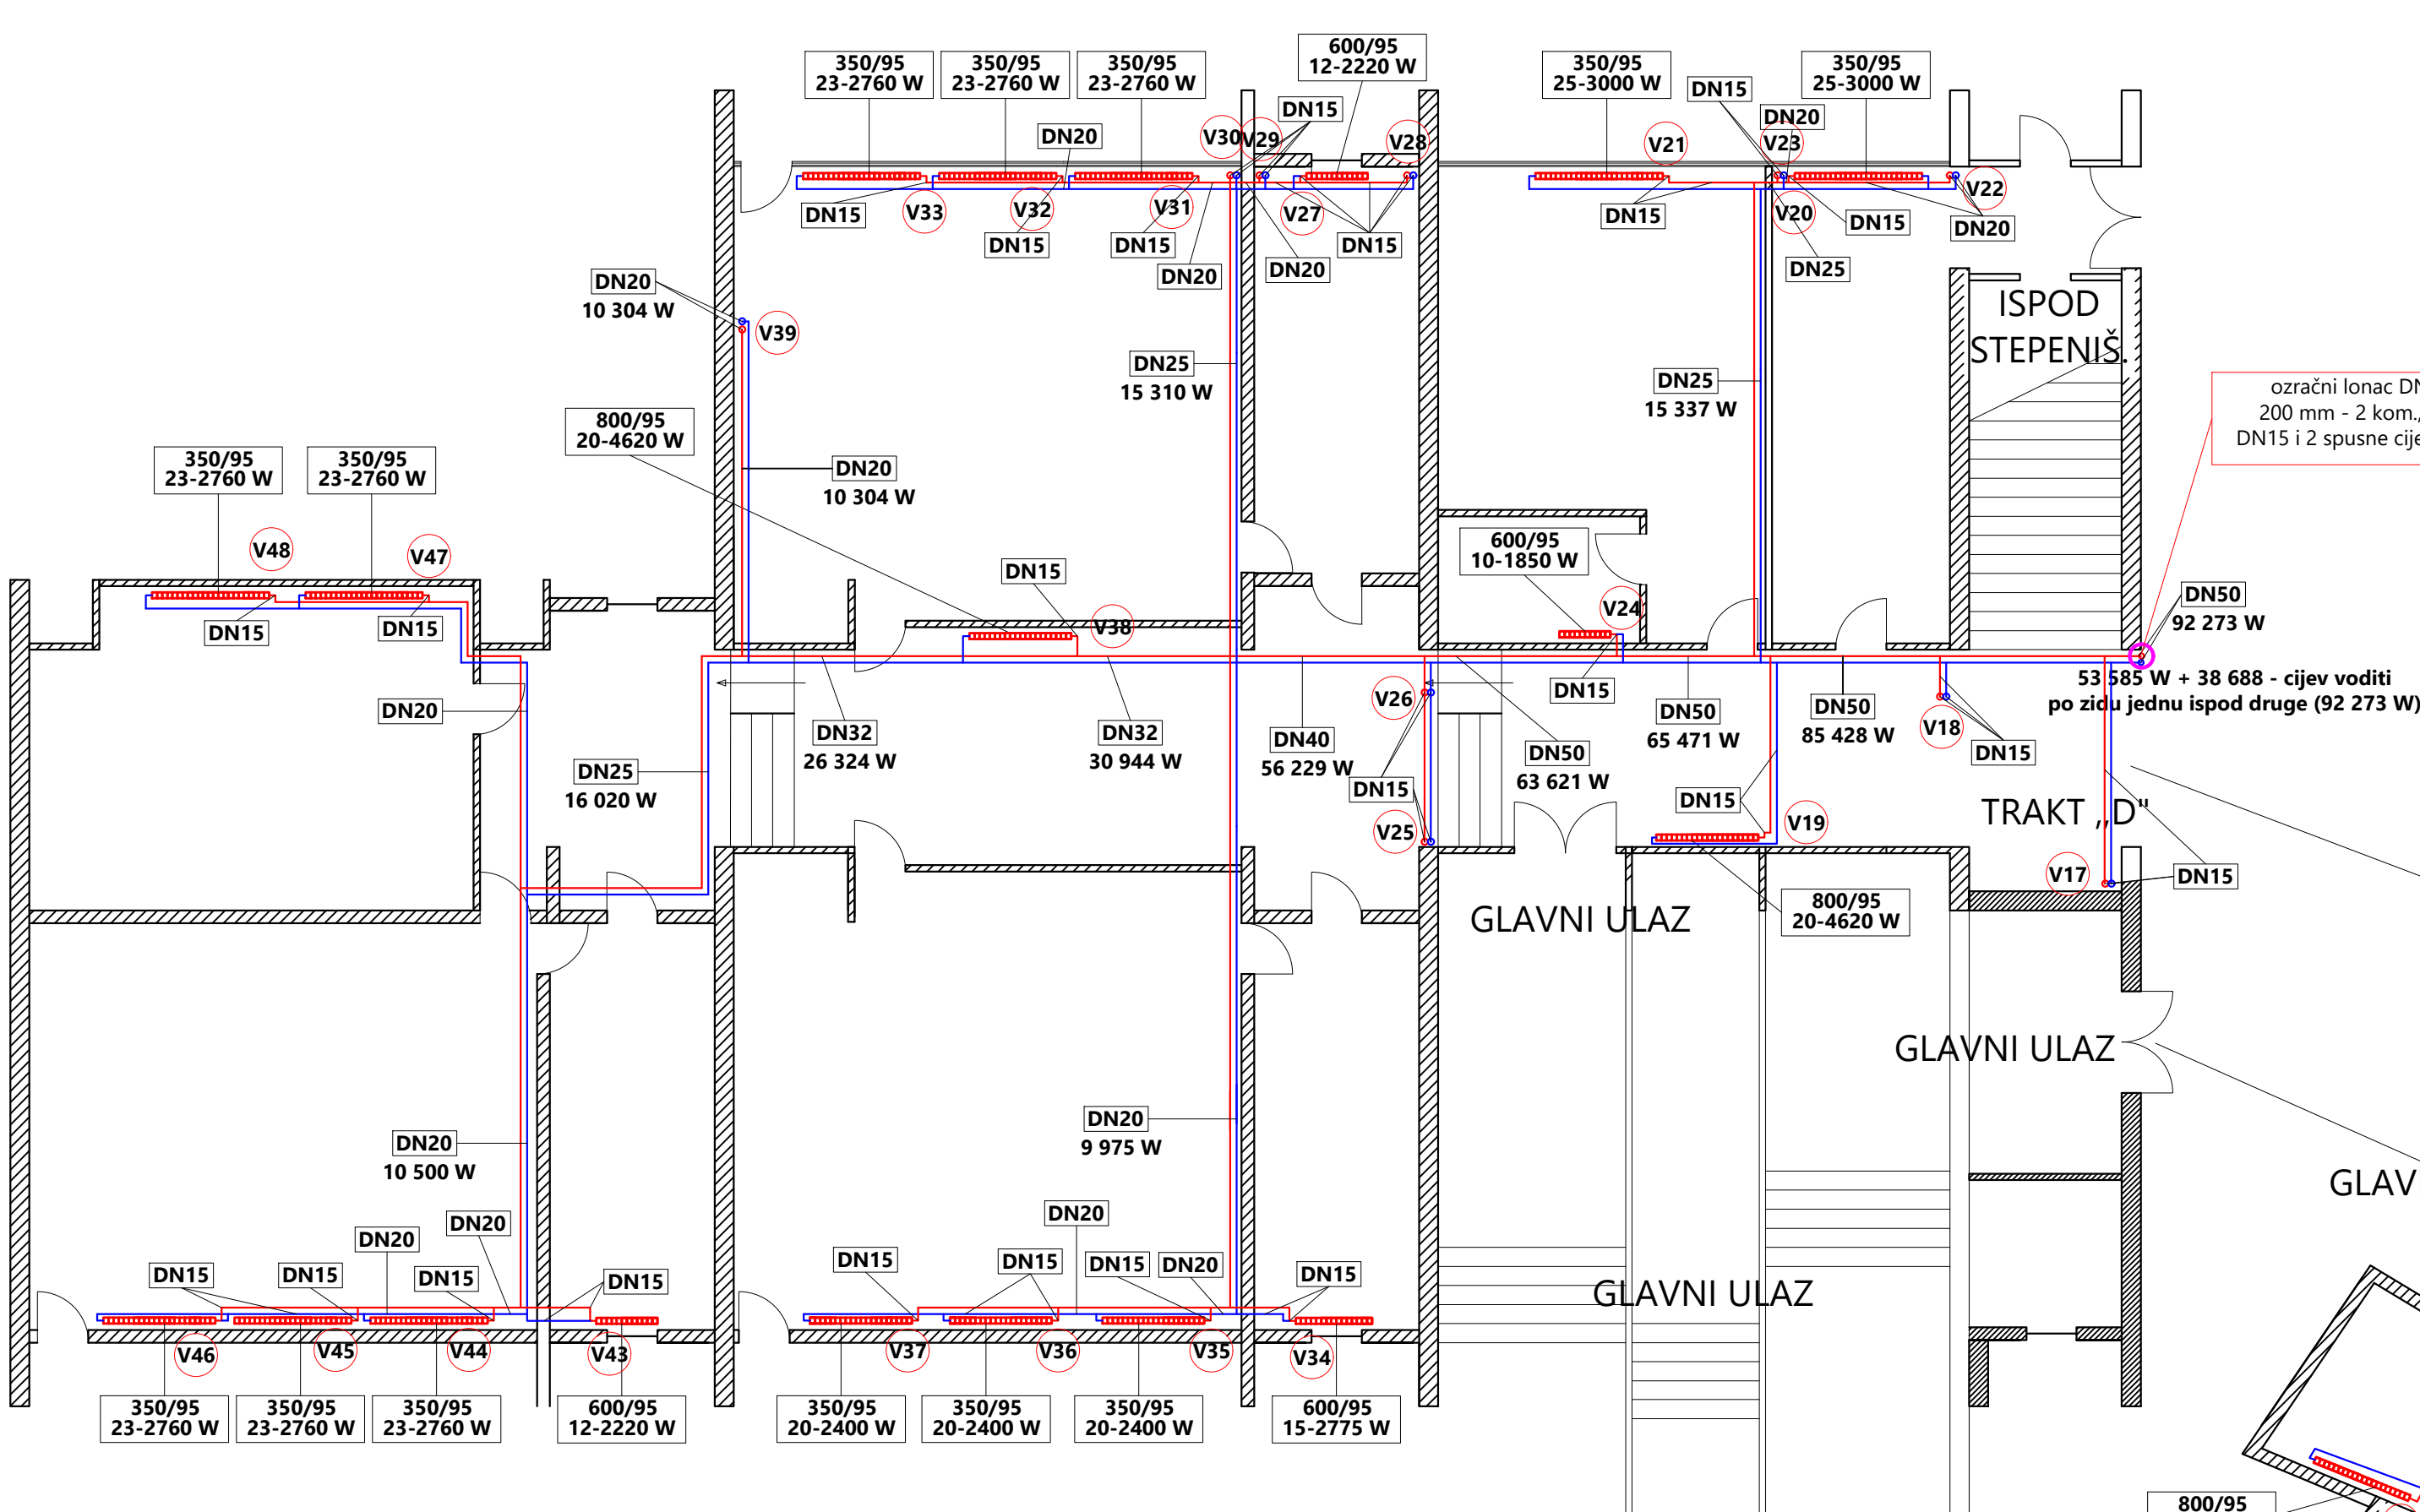 350/95
23-2760 W
350/95
23-2760 W
350/95
23-2760 W
600/95
12-2220 W
350/95
25-3000 W
350/95
25-3000 W
DN15
DN15
DN20
DN20
V30
V29
V28
V21
V23
V33
V32
V31
V27
V20
V22
DN15
DN15
DN15
DN15
DN15
DN15
DN20
DN20
DN20
DN25
DN20
10 304 W
V39
ISPOD
STEPENIŠ.
DN25
15 310 W
DN25
15 337 W
ozračni lonac
200 mm - 2 kom.,
DN15 i 2 spusne
800/95
20-4620 W
350/95
23-2760 W
350/95
23-2760 W
DN20
10 304 W
V48
V47
DN15
600/95
10-1850 W
V24
V38
DN15
DN15
DN50
92 273 W
53 585 W + 38 688 - cijev voditi
po zidu jednu ispod druge (92 273 W)
DN20
DN15
V26
DN50
65 471 W
DN50
85 428 W
V18
DN32
26 324 W
DN32
30 944 W
DN40
56 229 W
DN50
63 621 W
DN15
DN25
16 020 W
DN15
DN15
V25
V19
TRAKT „D"
V17
DN15
GLAVNI ULAZ
800/95
20-4620 W
GLAVNI ULAZ
DN20
9 975 W
DN20
10 500 W
GLAV
DN20
DN20
DN20
DN15
DN15
DN15
DN15
DN15
DN15
DN15
DN20
DN15
GLAVNI ULAZ
V46
V45
V44
V43
V37
V36
V35
V34
350/95
23-2760 W
350/95
23-2760 W
350/95
23-2760 W
600/95
12-2220 W
350/95
20-2400 W
350/95
20-2400 W
350/95
20-2400 W
600/95
15-2775 W
800/95